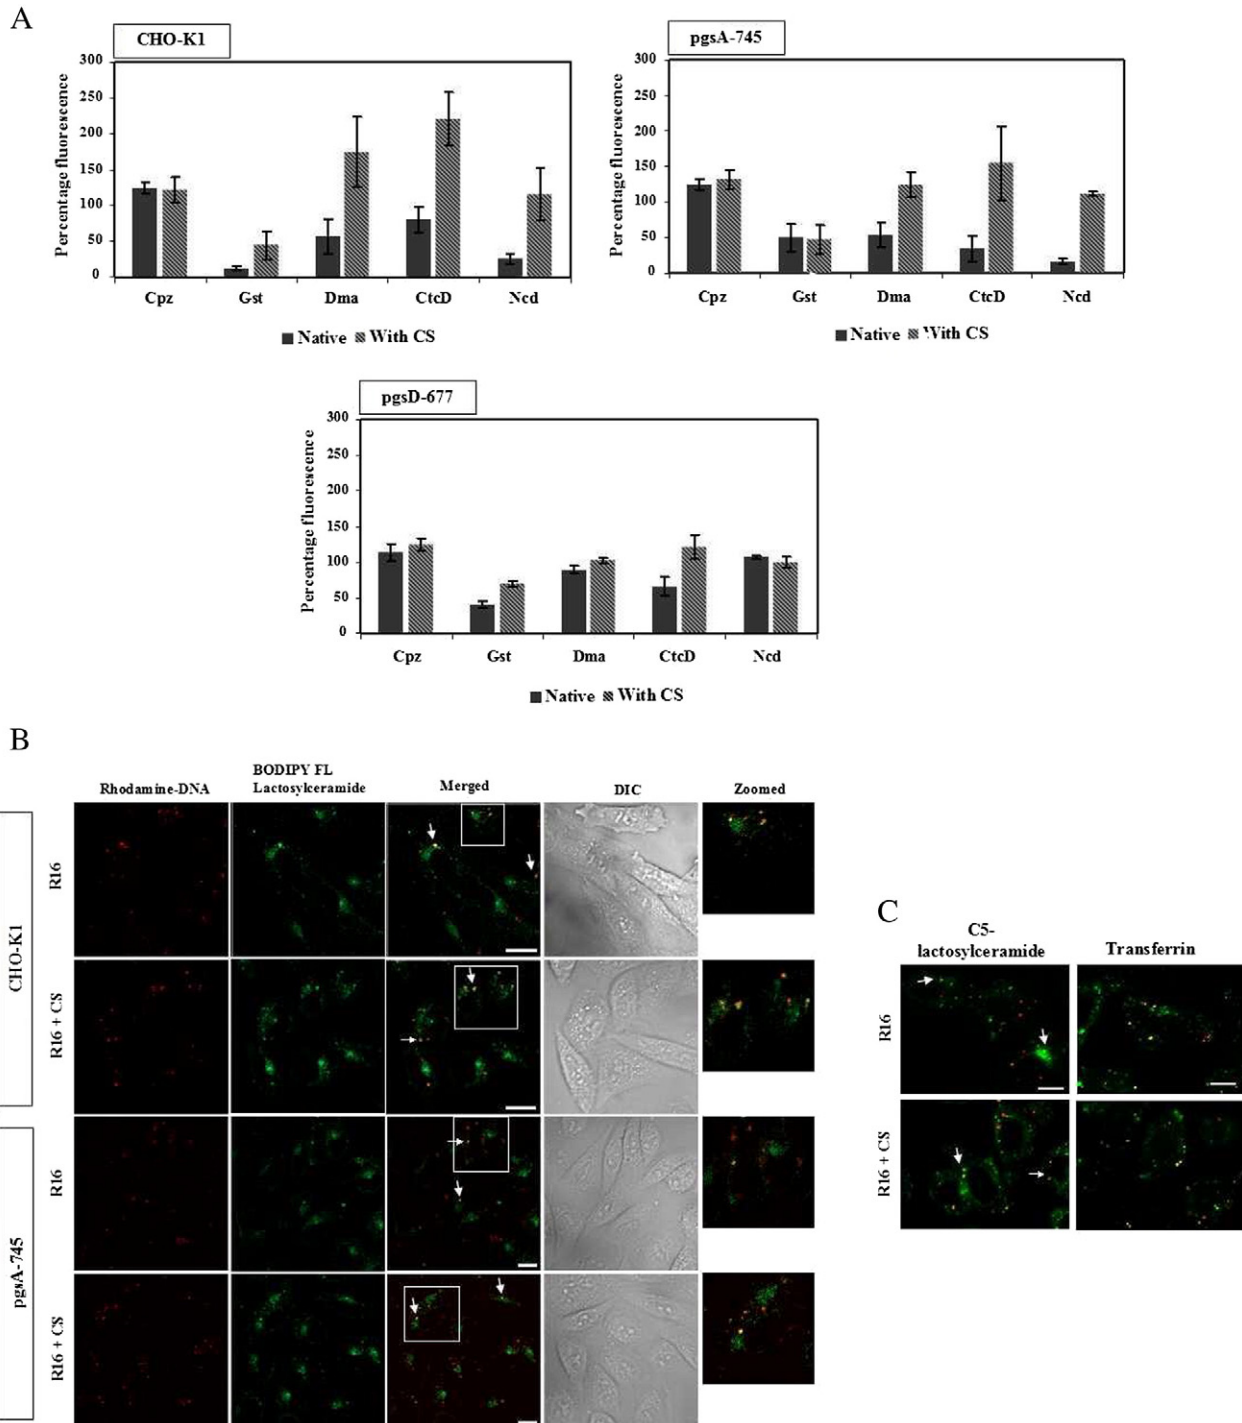 A
CHO-K1
300
250
200
150
100
50
0
Percentage fluorescence
Cpz Gst Dma CtcD Ncd
Native With CS
pgsA-745
300
250
200
150
100
50
0
Percentage fluorescence
Cpz Gst Dma CtcD Ncd
Native With CS
pgsD-677
300
250
200
150
100
50
0
Percentage fluorescence
Cpz Gst Dma CtcD Ncd
Native With CS
B
Rhodamine-DNA
BODIPY FL
Lactosylceramide
Merged
DIC
Zoomed
CHO-K1
R16
R16 + CS
pgsA-745
R16
R16 + CS
C
C5-
lactosylceramide
Transferrin
R16
R16 + CS